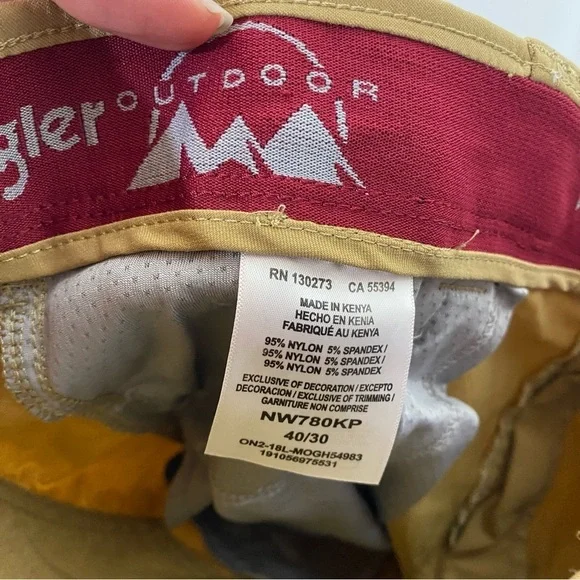 OUTDOOR
RN 130273 CA 55394
MADE IN KENYA
HECHO EN KENIA
FABRIQUÉ AU KENYA
95% NYLON 5% SPANDEX /
95% NYLON 5% SPANDEX /
95% NYLON 5% SPANDEX
EXCLUSIVE OF DECORATION / EXCEPTO
DECORACION / EXCLUSIVE OF TRIMMING /
GARNITURE NON COMPRISE
NW780KP
40/30
ON2-18L-MOGH54983
191056975531